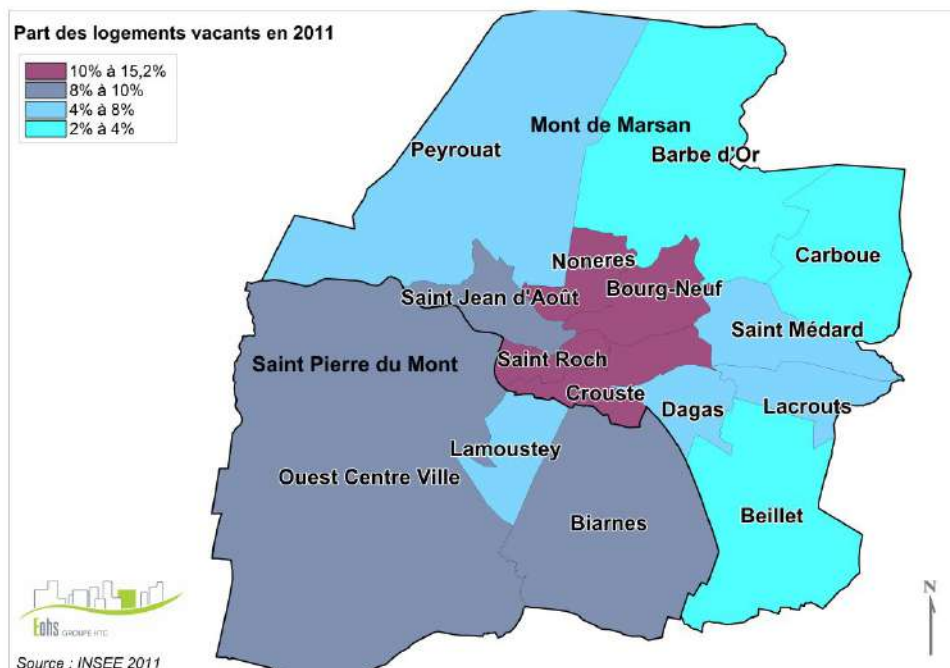 Part des logements vacants en 2011
10% à 15,2%
8% à 10%
4% à 8%
2% à 4%
Mont de Marsan
Peyrouat
Barbe d'Or
Noneres
Carboue
Saint Jean d'Août
Bourg-Neuf
Saint Médard
Saint Pierre du Mont
Saint Roch
Crouste
Dagas
Lacrouts
Lamoustey
Ouest Centre Ville
Biarnes
Beillet
N
Eohs GROUPE HTC
Source : INSEE 2011